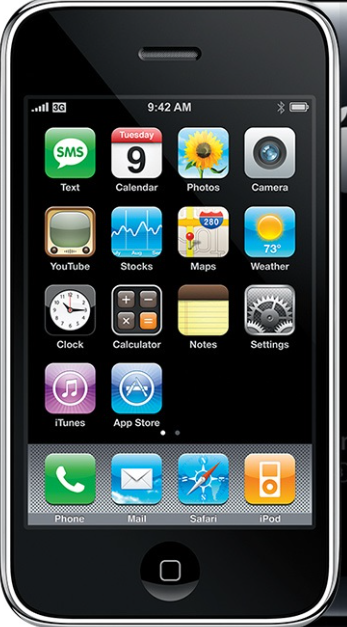 3G 9:42 AM
SMS Tuesday 9 280 73°
Text Calendar Photos Camera
YouTube Stocks Maps Weather
Clock Calculator Notes Settings
iTunes App Store
Phone Mail Safari iPod